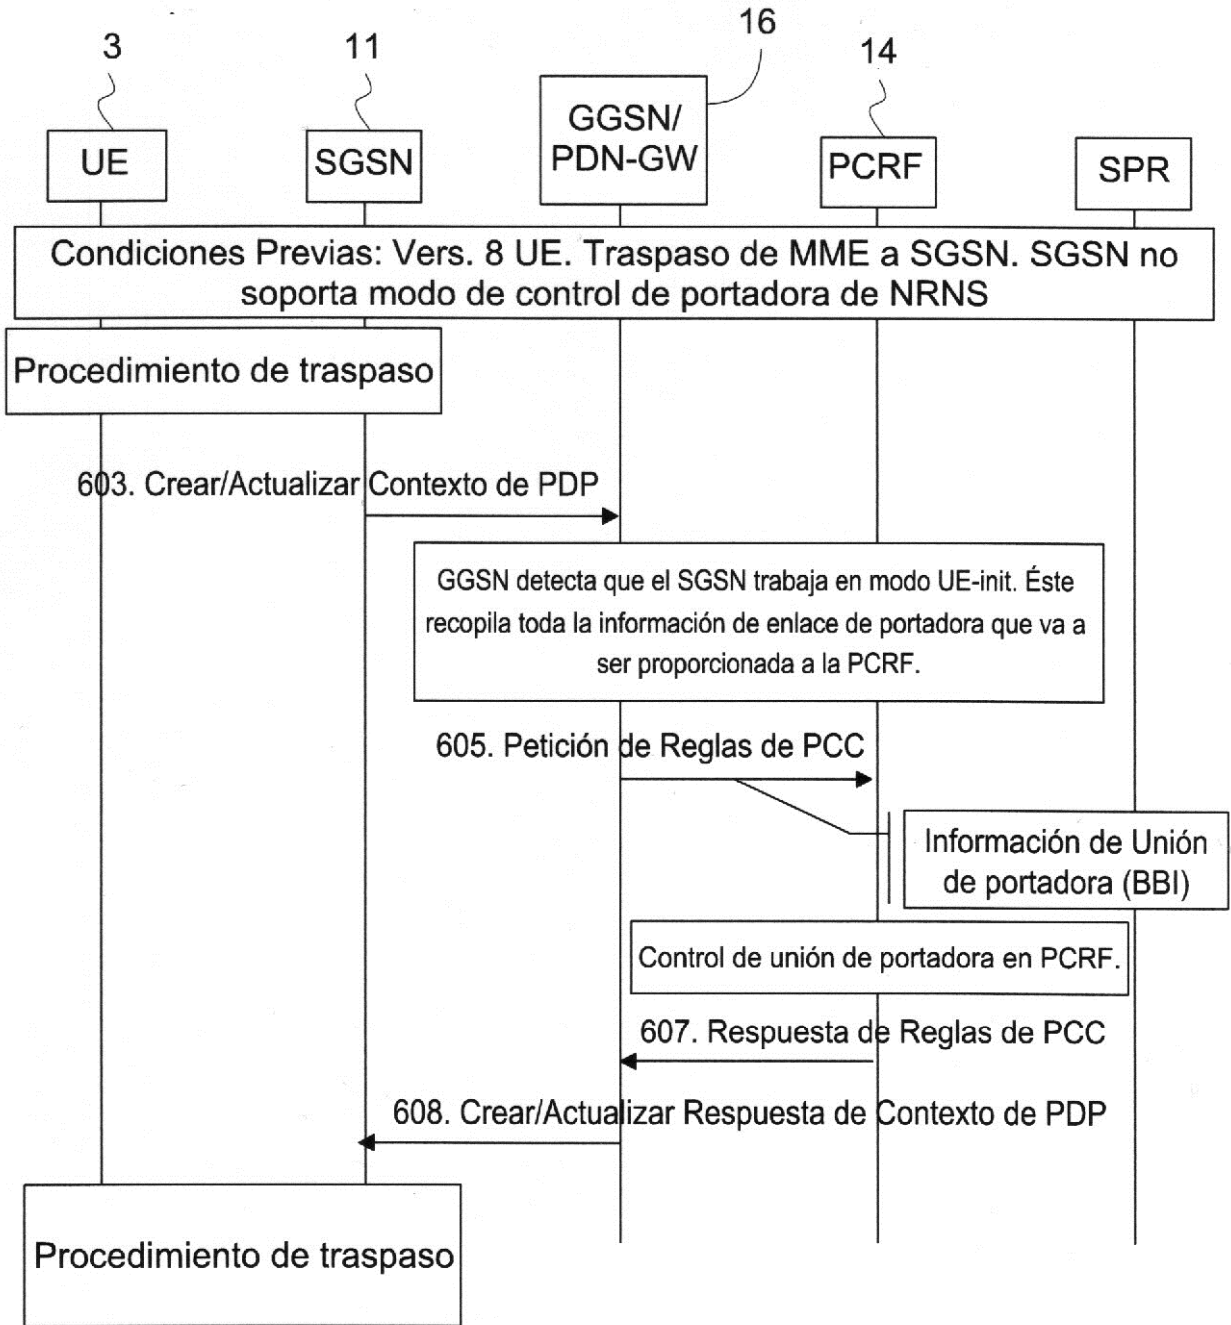 3
11
16
14
UE
SGSN
GGSN/
PDN-GW
PCRF
SPR
Condiciones Previas: Vers. 8 UE. Traspaso de MME a SGSN. SGSN no
soporta modo de control de portadora de NRNS
Procedimiento de traspaso
603. Crear/Actualizar Contexto de PDP
GGSN detecta que el SGSN trabaja en modo UE-init. Éste
recopila toda la información de enlace de portadora que va a
ser proporcionada a la PCRF.
605. Petición de Reglas de PCC
Información de Unión
de portadora (BBI)
Control de unión de portadora en PCRF.
607. Respuesta de Reglas de PCC
608. Crear/Actualizar Respuesta de Contexto de PDP
Procedimiento de traspaso